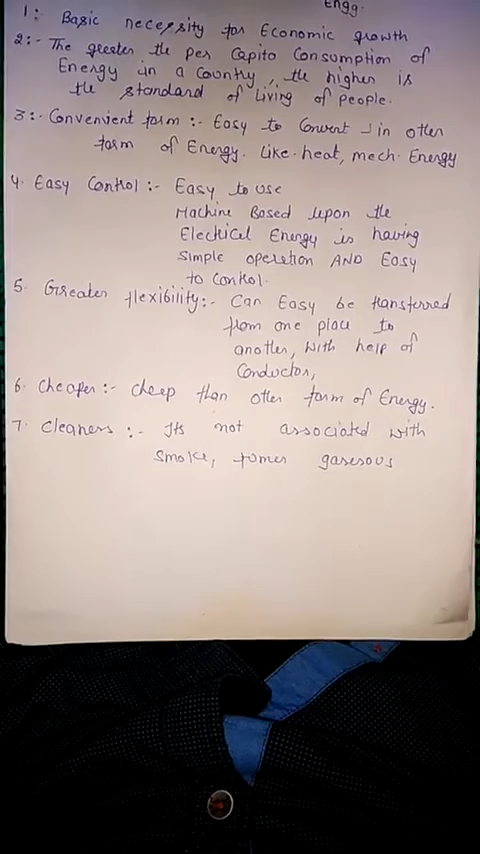 Engg.
1:- Basic necessity for Economic growth
2:- The greater the per Capito Consumption of
Energy in a Country, the higher is
the standard of Living of People.
3:- Convenient form :- Easy to Convert in other
form of Energy. Like heat, mech. Energy
4. Easy Control :- Easy to use
Machine Based upon the
Electrical Energy is having
simple operation AND Easy
to Control.
5. Greater flexibility:- Can Easy be transferred
from one place to
another, with help of
Conductor,
6. Cheaper :- Cheep than other form of Energy.
7. Cleaners :- Its not associated with
smoke, fumes gaserous